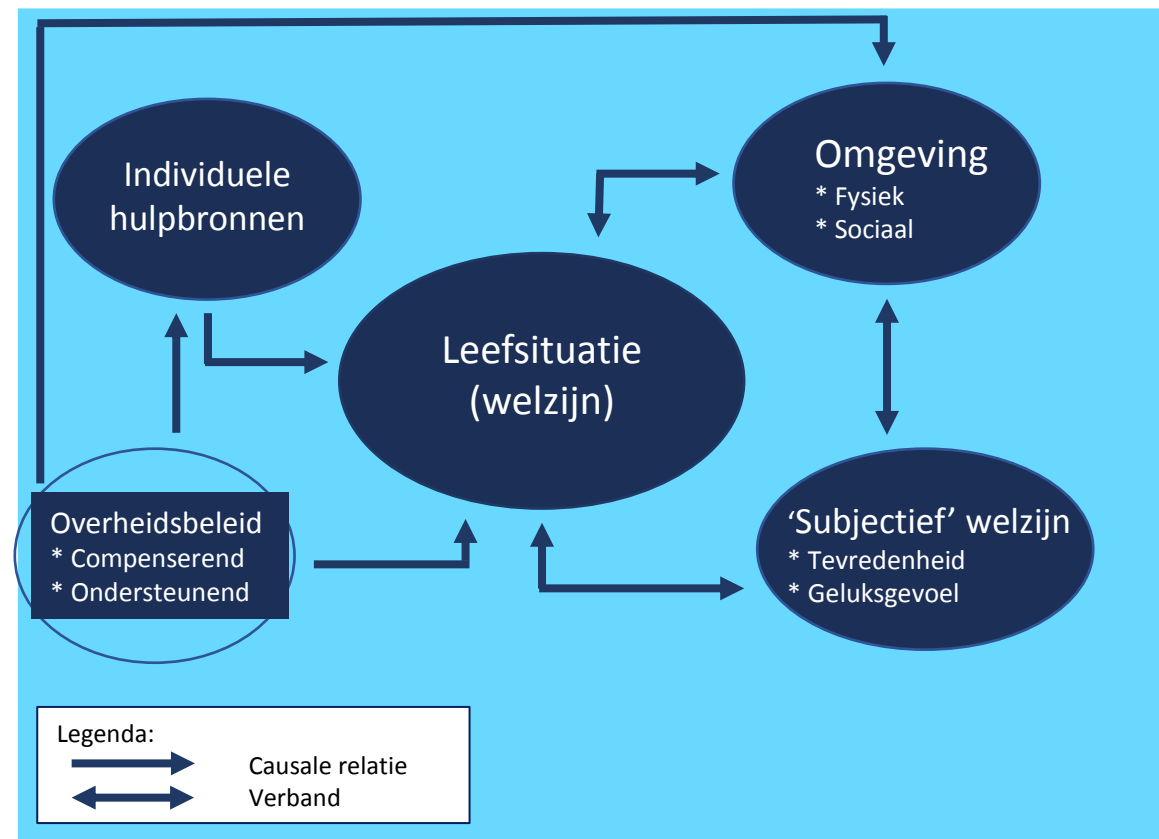 Individuele
hulpbronnen
Omgeving
* Fysiek
* Sociaal
Leefsituatie
(welzijn)
Overheidsbeleid
* Compenserend
* Ondersteunend
‘Subjectief’ welzijn
* Tevredenheid
* Geluksgevoel
Legenda:
Causale relatie
Verband